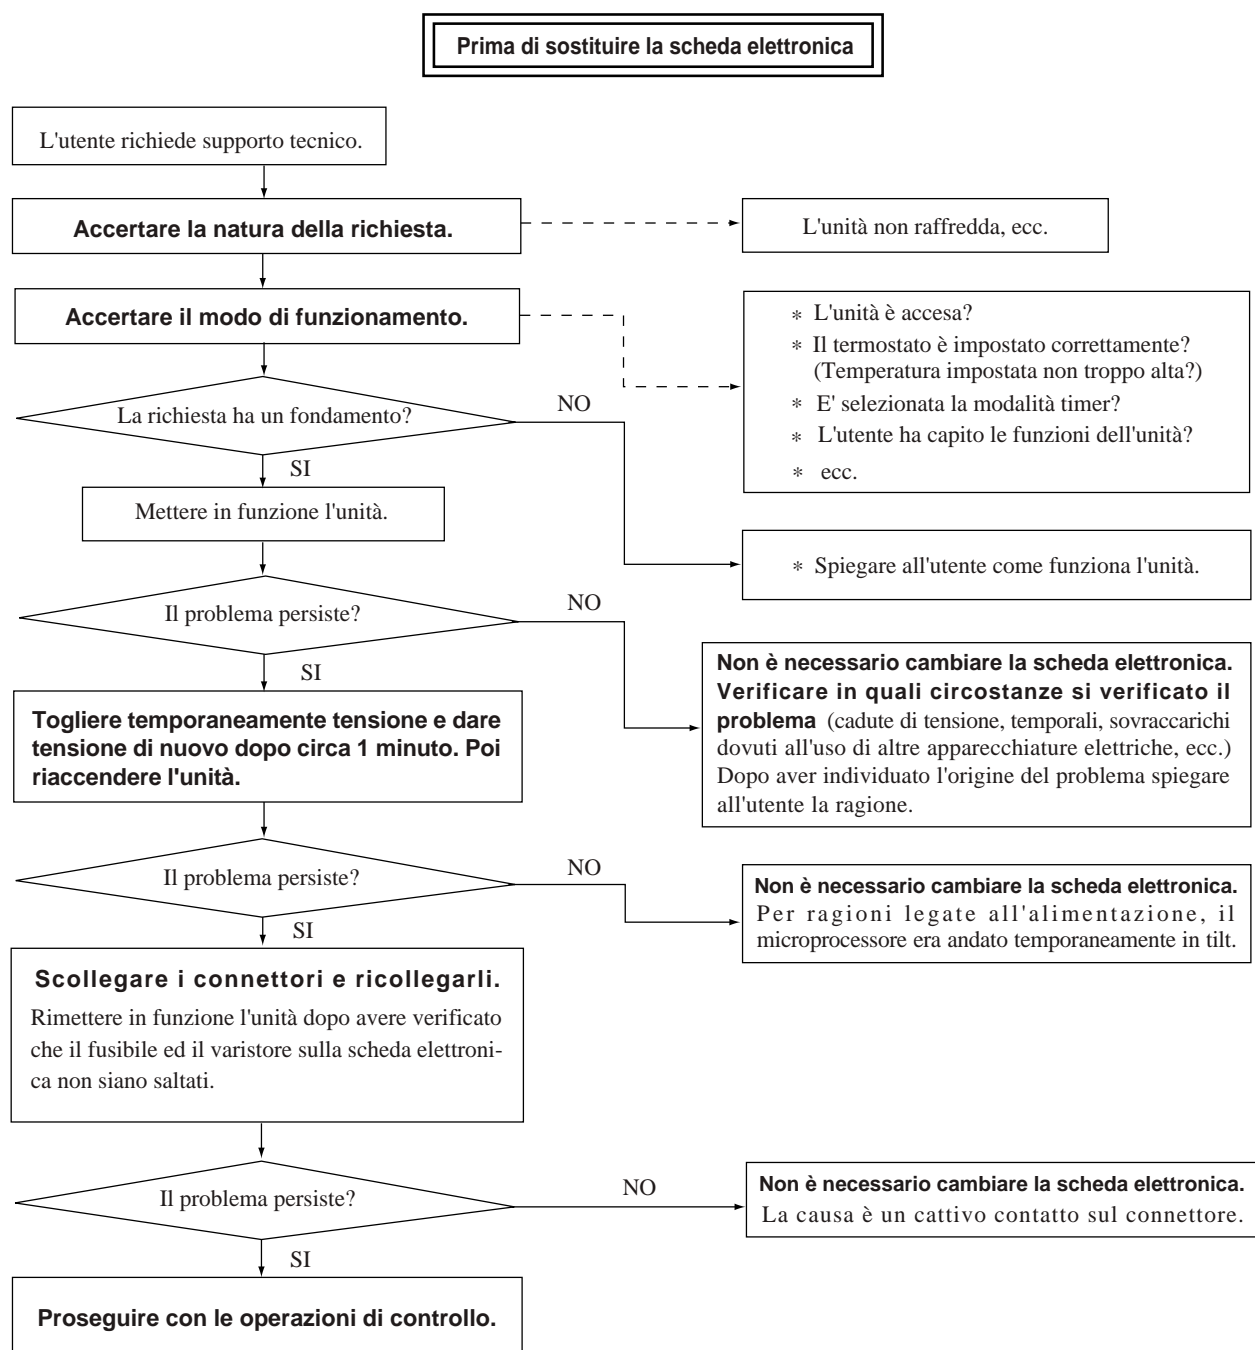 Prima di sostituire la scheda elettronica
L'utente richiede supporto tecnico.
Accertare la natura della richiesta.
L'unità non raffredda, ecc.
Accertare il modo di funzionamento.
* L'unità è accesa?
* Il termostato è impostato correttamente?
(Temperatura impostata non troppo alta?)
* E' selezionata la modalità timer?
* L'utente ha capito le funzioni dell'unità?
* ecc.
La richiesta ha un fondamento?
NO
SI
Mettere in funzione l'unità.
* Spiegare all'utente come funziona l'unità.
Il problema persiste?
NO
SI
Non è necessario cambiare la scheda elettronica.
Verificare in quali circostanze si verificato il
problema (cadute di tensione, temporali, sovraccarichi
dovuti all'uso di altre apparecchiature elettriche, ecc.)
Dopo aver individuato l'origine del problema spiegare
all'utente la ragione.
Togliere temporaneamente tensione e dare
tensione di nuovo dopo circa 1 minuto. Poi
riaccendere l'unità.
Il problema persiste?
NO
SI
Non è necessario cambiare la scheda elettronica.
Per ragioni legate all'alimentazione, il
microprocessore era andato temporaneamente in tilt.
Scollegare i connettori e ricollegarli.
Rimettere in funzione l'unità dopo avere verificato
che il fusibile ed il varistore sulla scheda elettroni-
ca non siano saltati.
Il problema persiste?
NO
SI
Non è necessario cambiare la scheda elettronica.
La causa è un cattivo contatto sul connettore.
Proseguire con le operazioni di controllo.